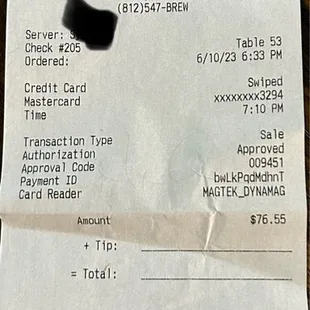 (812)547-BREW
Server: S
Check #205 Table 53
Ordered: 6/10/23 6:33 PM
Credit Card Swiped
Mastercard xxxxxxxx3294
Time 7:10 PM
Transaction Type Sale
Authorization Approved
Approval Code 009451
Payment ID bwLkPqdMdhnT
Card Reader MAGTEK_DYNAMAG
Amount $76.55
+ Tip:
= Total: